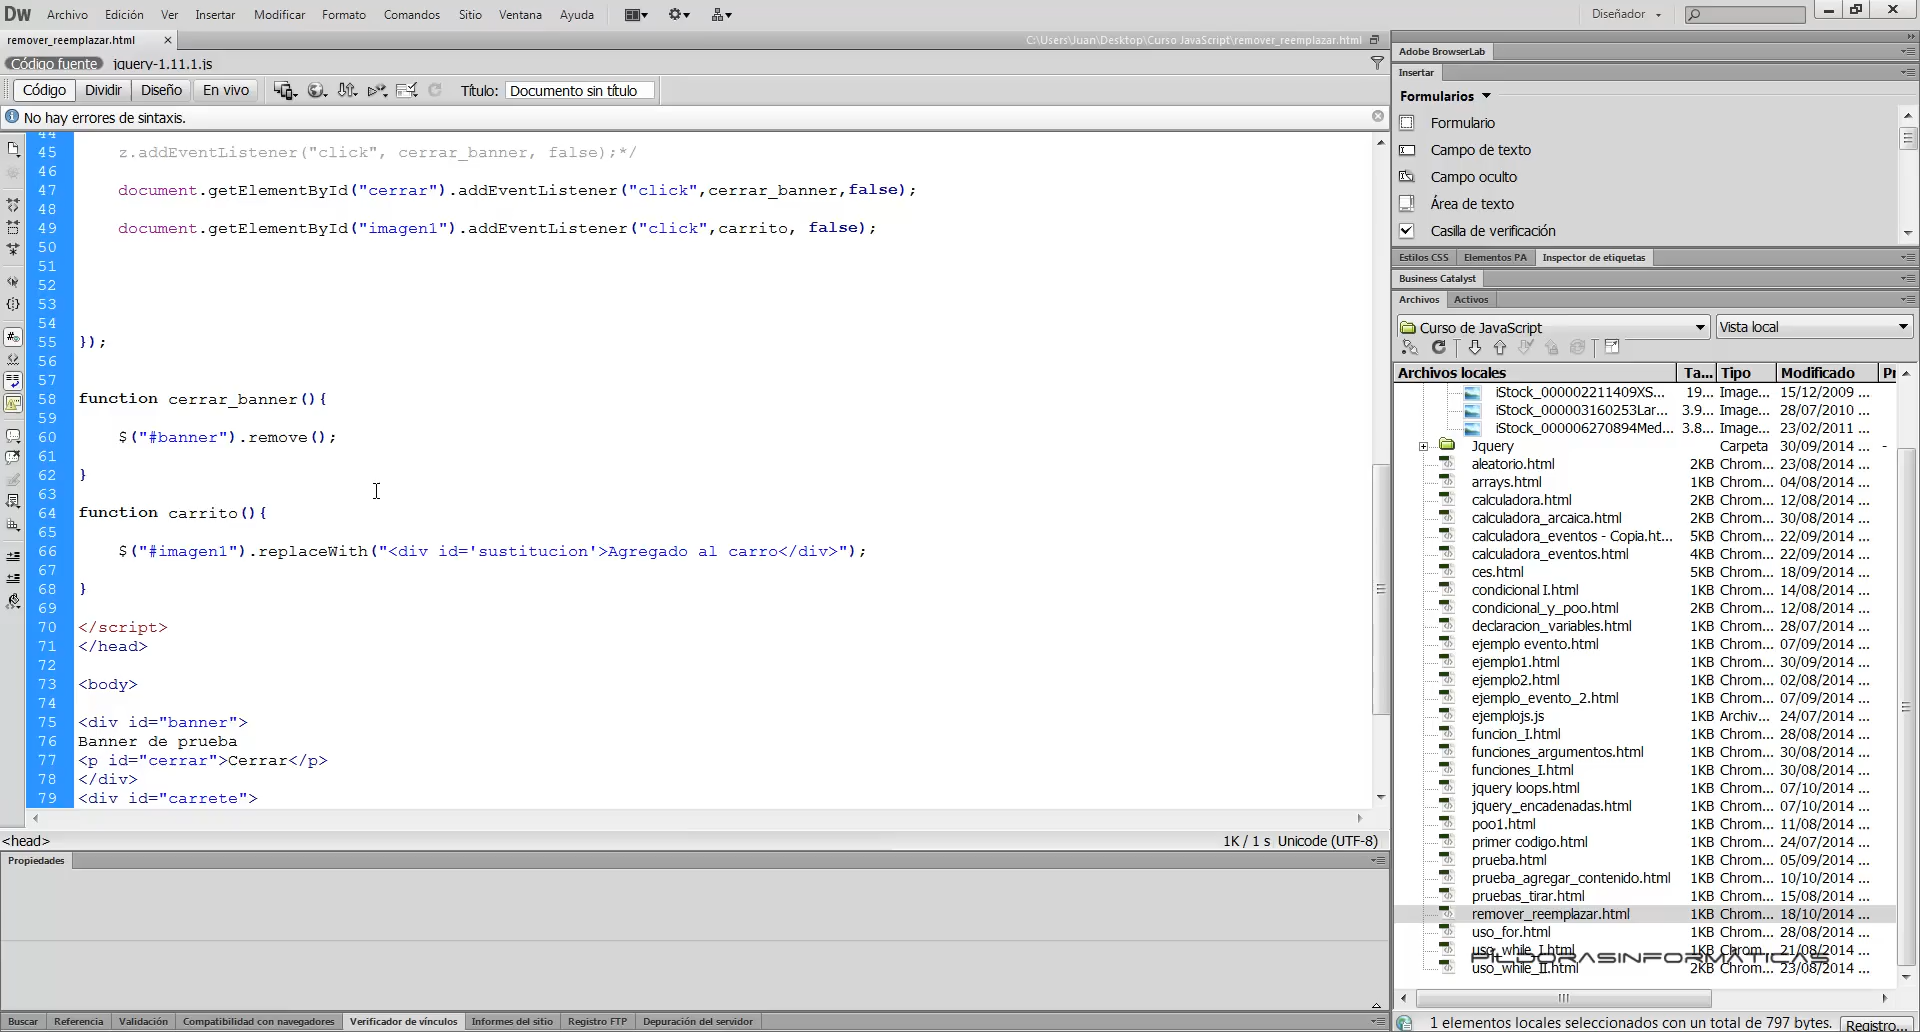 Dw Archivo Edición Ver Insertar Modificar Formato Comandos Sitio Ventana Ayuda Diseñador
remover_reemplazar.html × C:\Users\Juan\Desktop\Curso JavaScript\remover_reemplazar.html
Código fuente jquery-1.11.1.js
Código Dividir Diseño En vivo Título: Documento sin título
No hay errores de sintaxis.
44
45 z.addEventListener("click", cerrar_banner, false);*/
46
47 document.getElementById("cerrar").addEventListener("click",cerrar_banner,false);
48
49 document.getElementById("imagen1").addEventListener("click",carrito, false);
50
51
52
53
54
55 });
56
57
58 function cerrar_banner(){
59
60 $("#banner").remove();
61
62 }
63
64 function carrito(){
65
66 $("#imagen1").replaceWith("<div id='sustitucion'>Agregado al carro</div>");
67
68 }
69
70 </script>
71 </head>
72
73 <body>
74
75 <div id="banner">
76 Banner de prueba
77 <p id="cerrar">Cerrar</p>
78 </div>
79 <div id="carrete">
<head> 1K / 1 s Unicode (UTF-8)
Propiedades
Buscar Referencia Validación Compatibilidad con navegadores Verificador de vínculos Informes del sitio Registro FTP Depuración del servidor
Adobe BrowserLab
Insertar
Formularios
Formulario
Campo de texto
Campo oculto
Área de texto
Casilla de verificación
Estilos CSS Elementos PA Inspector de etiquetas
Business Catalyst
Archivos Activos
Curso de JavaScript Vista local
Archivos locales Ta... Tipo Modificado
iStock_000002211409XS... 19... Image... 15/12/2009 ...
iStock_000003160253Lar... 3.9... Image... 28/07/2010 ...
iStock_000006270894Med... 3.8... Image... 23/02/2011 ...
Jquery Carpeta 30/09/2014 ... -
aleatorio.html 2KB Chrom... 23/08/2014 ...
arrays.html 1KB Chrom... 04/08/2014 ...
calculadora.html 2KB Chrom... 12/08/2014 ...
calculadora_arcaica.html 2KB Chrom... 30/08/2014 ...
calculadora_eventos - Copia.ht... 5KB Chrom... 22/09/2014 ...
calculadora_eventos.html 4KB Chrom... 22/09/2014 ...
ces.html 5KB Chrom... 18/09/2014 ...
condicional I.html 1KB Chrom... 14/08/2014 ...
condicional_y_poo.html 2KB Chrom... 12/08/2014 ...
declaracion_variables.html 1KB Chrom... 28/07/2014 ...
ejemplo evento.html 1KB Chrom... 07/09/2014 ...
ejemplo1.html 1KB Chrom... 30/09/2014 ...
ejemplo2.html 1KB Chrom... 02/08/2014 ...
ejemplo_evento_2.html 1KB Chrom... 07/09/2014 ...
ejemplojs.js 1KB Archiv... 24/07/2014 ...
funcion_I.html 1KB Chrom... 28/08/2014 ...
funciones_argumentos.html 1KB Chrom... 30/08/2014 ...
funciones_I.html 1KB Chrom... 30/08/2014 ...
jquery loops.html 1KB Chrom... 07/10/2014 ...
jquery_encadenadas.html 1KB Chrom... 07/10/2014 ...
poo1.html 1KB Chrom... 11/08/2014 ...
primer codigo.html 1KB Chrom... 24/07/2014 ...
prueba.html 1KB Chrom... 05/09/2014 ...
prueba_agregar_contenido.html 1KB Chrom... 10/10/2014 ...
pruebas_tirar.html 1KB Chrom... 15/08/2014 ...
remover_reemplazar.html 1KB Chrom... 18/10/2014 ...
uso_for.html 1KB Chrom... 28/08/2014 ...
uso_while_I.html 1KB Chrom... 21/08/2014 ...
PILDORASINFORMATICAS
uso_while_II.html 2KB Chrom... 23/08/2014 ...
1 elementos locales seleccionados con un total de 797 bytes. Registro...